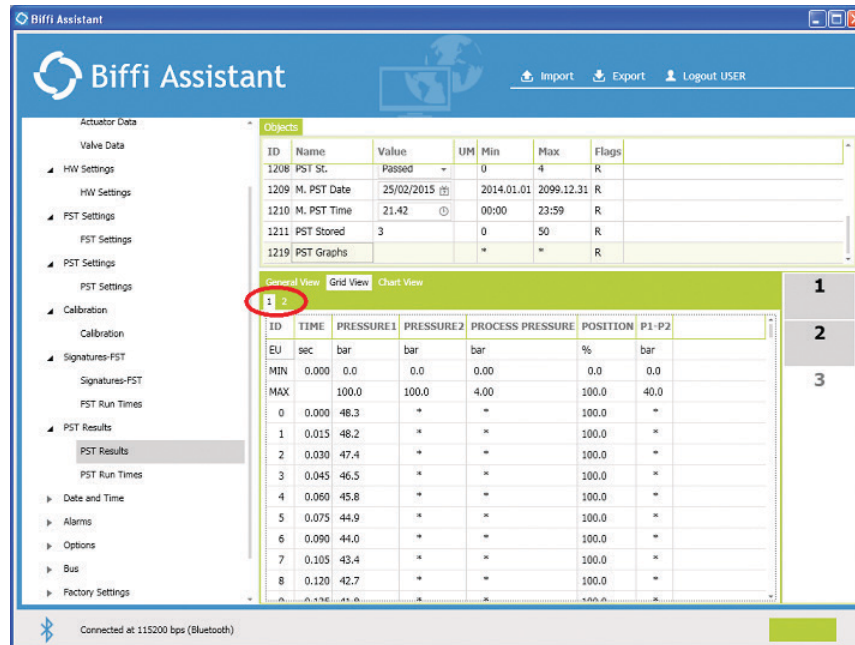 Biffi Assistant
Biffi Assistant
Import Export Logout USER
Actuator Data
Valve Data
HW Settings
HW Settings
FST Settings
FST Settings
PST Settings
PST Settings
Calibration
Calibration
Signatures-FST
Signatures-FST
FST Run Times
PST Results
PST Results
PST Run Times
Date and Time
Alarms
Options
Bus
Factory Settings
Objects
ID Name Value UM Min Max Flags
1208 PST St. Passed 0 4 R
1209 M. PST Date 25/02/2015 2014.01.01 2099.12.31 R
1210 M. PST Time 21.42 00:00 23:59 R
1211 PST Stored 3 0 50 R
1219 PST Graphs * * R
General View Grid View Chart View
1 2
ID TIME PRESSURE1 PRESSURE2 PROCESS PRESSURE POSITION P1-P2
EU sec bar bar bar % bar
MIN 0.000 0.0 0.0 0.00 0.0 0.0
MAX 100.0 100.0 4.00 100.0 40.0
0 0.000 48.3 * * 100.0 *
1 0.015 48.2 * * 100.0 *
2 0.030 47.4 * * 100.0 *
3 0.045 46.5 * * 100.0 *
4 0.060 45.8 * * 100.0 *
5 0.075 44.9 * * 100.0 *
6 0.090 44.0 * * 100.0 *
7 0.105 43.4 * * 100.0 *
8 0.120 42.7 * * 100.0 *
1
2
3
Connected at 115200 bps (Bluetooth)